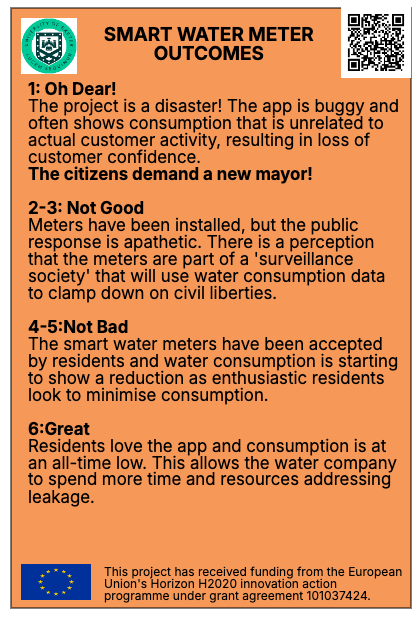 SMART WATER METER
OUTCOMES
1: Oh Dear!
The project is a disaster! The app is buggy and
often shows consumption that is unrelated to
actual customer activity, resulting in loss of
customer confidence.
The citizens demand a new mayor!
2-3: Not Good
Meters have been installed, but the public
response is apathetic. There is a perception
that the meters are part of a 'surveillance
society' that will use water consumption data
to clamp down on civil liberties.
4-5:Not Bad
The smart water meters have been accepted
by residents and water consumption is starting
to show a reduction as enthusiastic residents
look to minimise consumption.
6:Great
Residents love the app and consumption is at
an all-time low. This allows the water company
to spend more time and resources addressing
leakage.
This project has received funding from the European
Union's Horizon H2020 innovation action
programme under grant agreement 101037424.